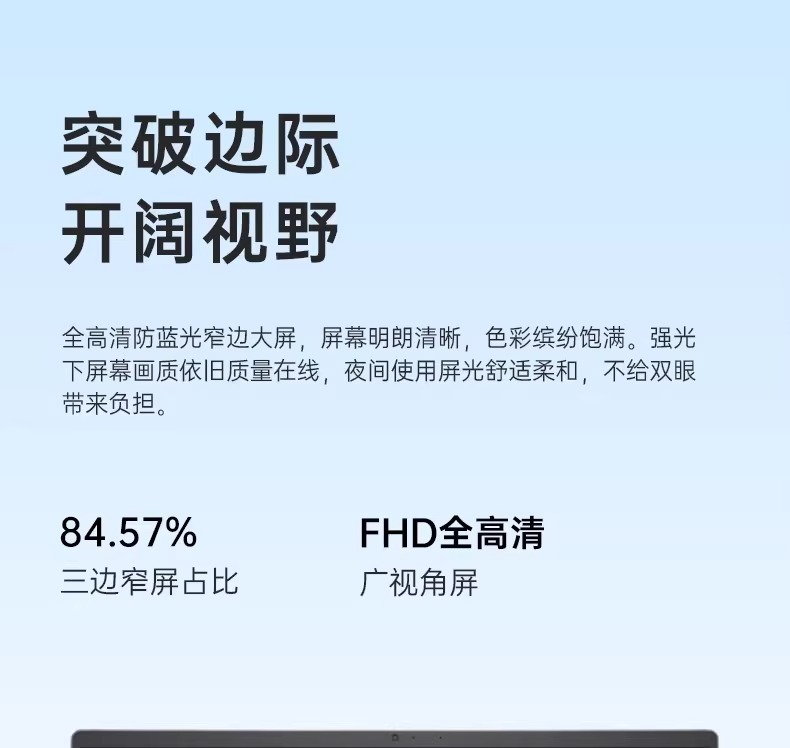 突破边际
开阔视野
全高清防蓝光窄边大屏，屏幕明朗清晰，色彩缤纷饱满。强光
下屏幕画质依旧质量在线，夜间使用屏光舒适柔和，不给双眼
带来负担。
84.57%
FHD全高清
三边窄屏占比
广视角屏